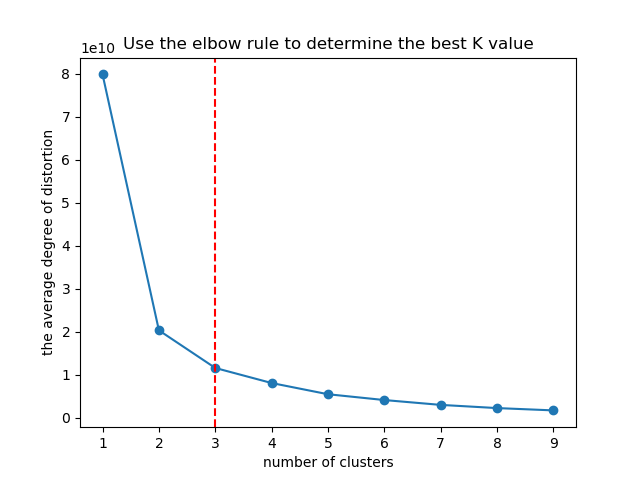 Use the elbow rule to determine the best K value
1e10
8
7
6
5
4
3
2
1
0
the average degree of distortion
1 2 3 4 5 6 7 8 9
number of clusters